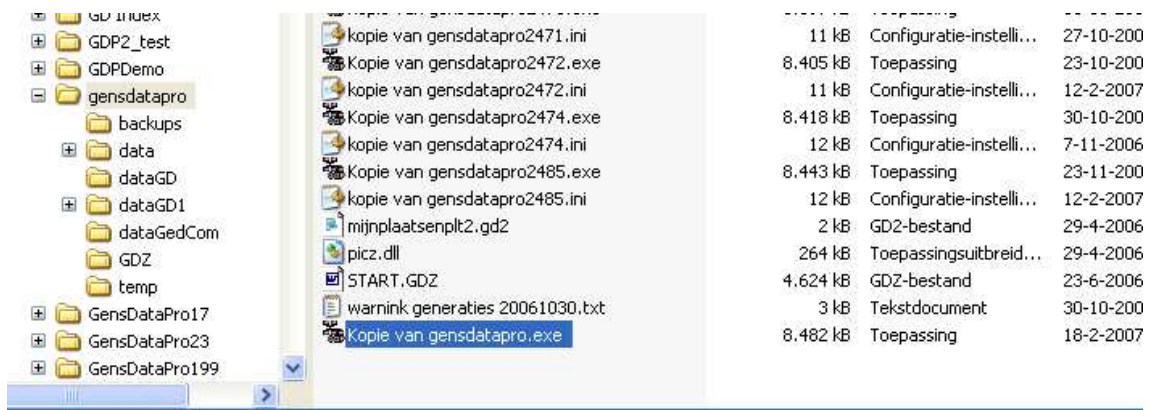 GD Index
GDP2_test
GDPDemo
gensdatapro
backups
data
dataGD
dataGD1
dataGedCom
GDZ
temp
GensDataPro17
GensDataPro23
GensDataPro199
kopie van gensdatapro2471.ini 11 kB Configuratie-instelli... 27-10-200
Kopie van gensdatapro2472.exe 8.405 kB Toepassing 23-10-200
kopie van gensdatapro2472.ini 11 kB Configuratie-instelli... 12-2-2007
Kopie van gensdatapro2474.exe 8.418 kB Toepassing 30-10-200
kopie van gensdatapro2474.ini 12 kB Configuratie-instelli... 7-11-2006
Kopie van gensdatapro2485.exe 8.443 kB Toepassing 23-11-200
kopie van gensdatapro2485.ini 12 kB Configuratie-instelli... 12-2-2007
mijnplaatsenplt2.gd2 2 kB GD2-bestand 29-4-2006
picz.dll 264 kB Toepassingsuitbreid... 29-4-2006
START.GDZ 4.624 kB GDZ-bestand 23-6-2006
warnink generaties 20061030.txt 3 kB Tekstdocument 30-10-200
Kopie van gensdatapro.exe 8.482 kB Toepassing 18-2-2007